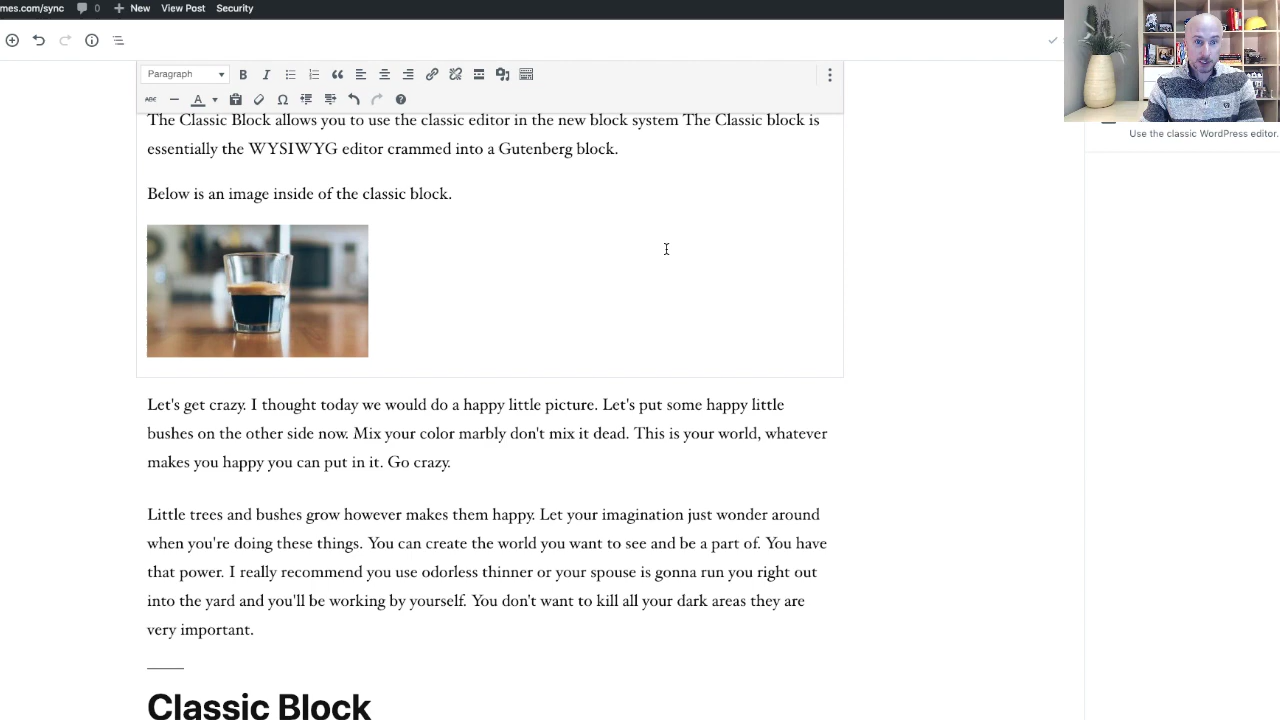 mes.com/sync 0 New View Post Security
Paragraph B I A ABC Ω
Use the classic WordPress editor.
The Classic Block allows you to use the classic editor in the new block system The Classic block is
essentially the WYSIWYG editor crammed into a Gutenberg block.
Below is an image inside of the classic block.
Let's get crazy. I thought today we would do a happy little picture. Let's put some happy little
bushes on the other side now. Mix your color marbly don't mix it dead. This is your world, whatever
makes you happy you can put in it. Go crazy.
Little trees and bushes grow however makes them happy. Let your imagination just wonder around
when you're doing these things. You can create the world you want to see and be a part of. You have
that power. I really recommend you use odorless thinner or your spouse is gonna run you right out
into the yard and you'll be working by yourself. You don't want to kill all your dark areas they are
very important.
Classic Block